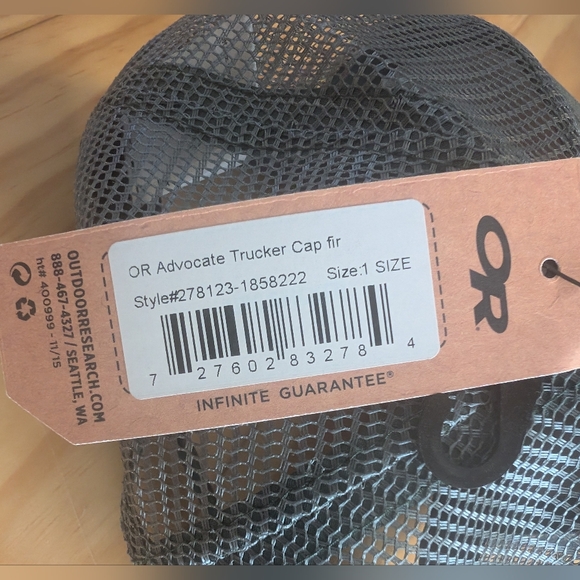 OR Advocate Trucker Cap fir
Style#278123-1858222 Size:1 SIZE
7 27602 83278 4
INFINITE GUARANTEE®
OR
OUTDOORRESEARCH.COM
888-467-4327 / SEATTLE, WA
ht# 400999 - 11/15